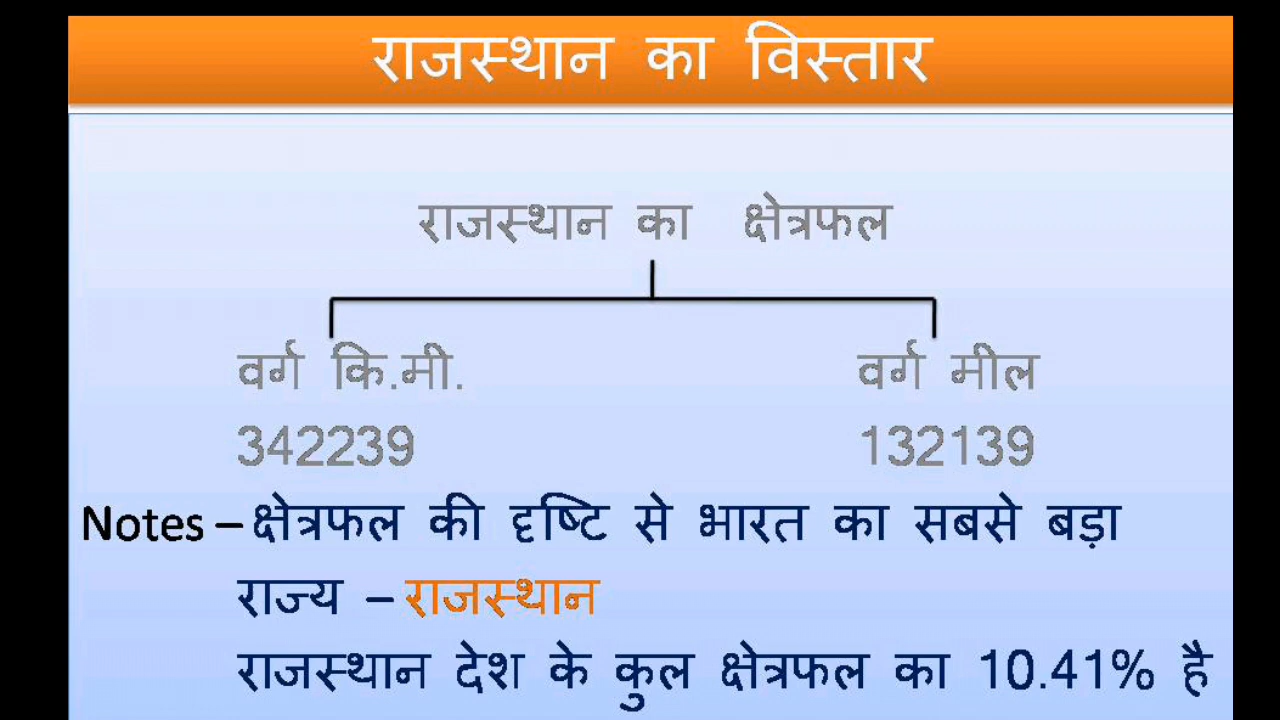 राजस्थान का विस्तार
राजस्थान का क्षेत्रफल
वर्ग कि.मी. वर्ग मील
342239 132139
Notes – क्षेत्रफल की दृष्टि से भारत का सबसे बड़ा
राज्य – राजस्थान
राजस्थान देश के कुल क्षेत्रफल का 10.41% है